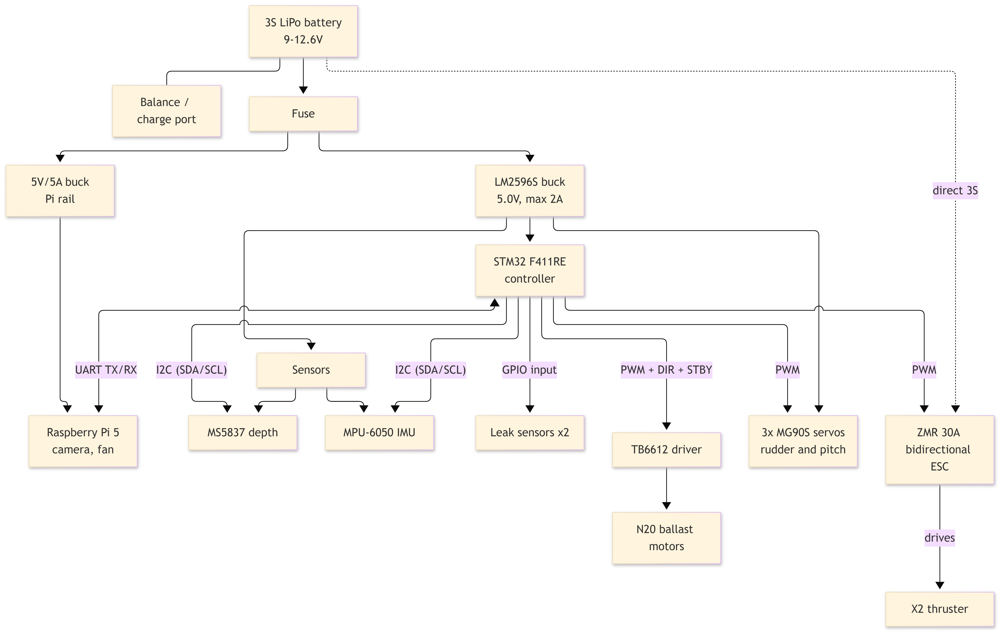 3S LiPo battery
9-12.6V
Balance /
charge port
Fuse
5V/5A buck
Pi rail
LM2596S buck
5.0V, max 2A
direct 3S
STM32 F411RE
controller
UART TX/RX
I2C (SDA/SCL)
Sensors
I2C (SDA/SCL)
GPIO input
PWM + DIR + STBY
PWM
PWM
Raspberry Pi 5
camera, fan
MS5837 depth
MPU-6050 IMU
Leak sensors x2
TB6612 driver
3x MG90S servos
rudder and pitch
ZMR 30A
bidirectional
ESC
N20 ballast
motors
drives
X2 thruster